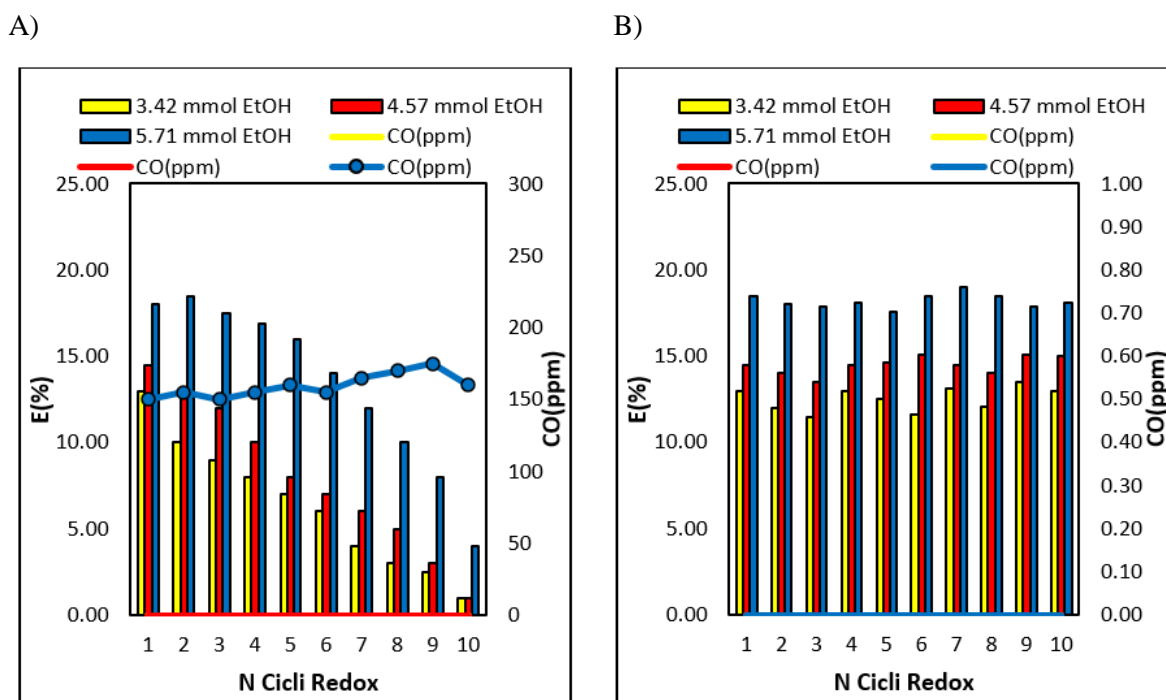 A)
3.42 mmol EtOH 4.57 mmol EtOH
5.71 mmol EtOH CO(ppm)
CO(ppm) CO(ppm)
25.00
20.00
15.00
10.00
5.00
0.00
E(%)
300
250
200
150
100
50
0
CO(ppm)
1 2 3 4 5 6 7 8 9 10
N Cicli Redox
B)
3.42 mmol EtOH 4.57 mmol EtOH
5.71 mmol EtOH CO(ppm)
CO(ppm) CO(ppm)
25.00
20.00
15.00
10.00
5.00
0.00
E(%)
1.00
0.90
0.80
0.70
0.60
0.50
0.40
0.30
0.20
0.10
0.00
CO(ppm)
1 2 3 4 5 6 7 8 9 10
N Cicli Redox